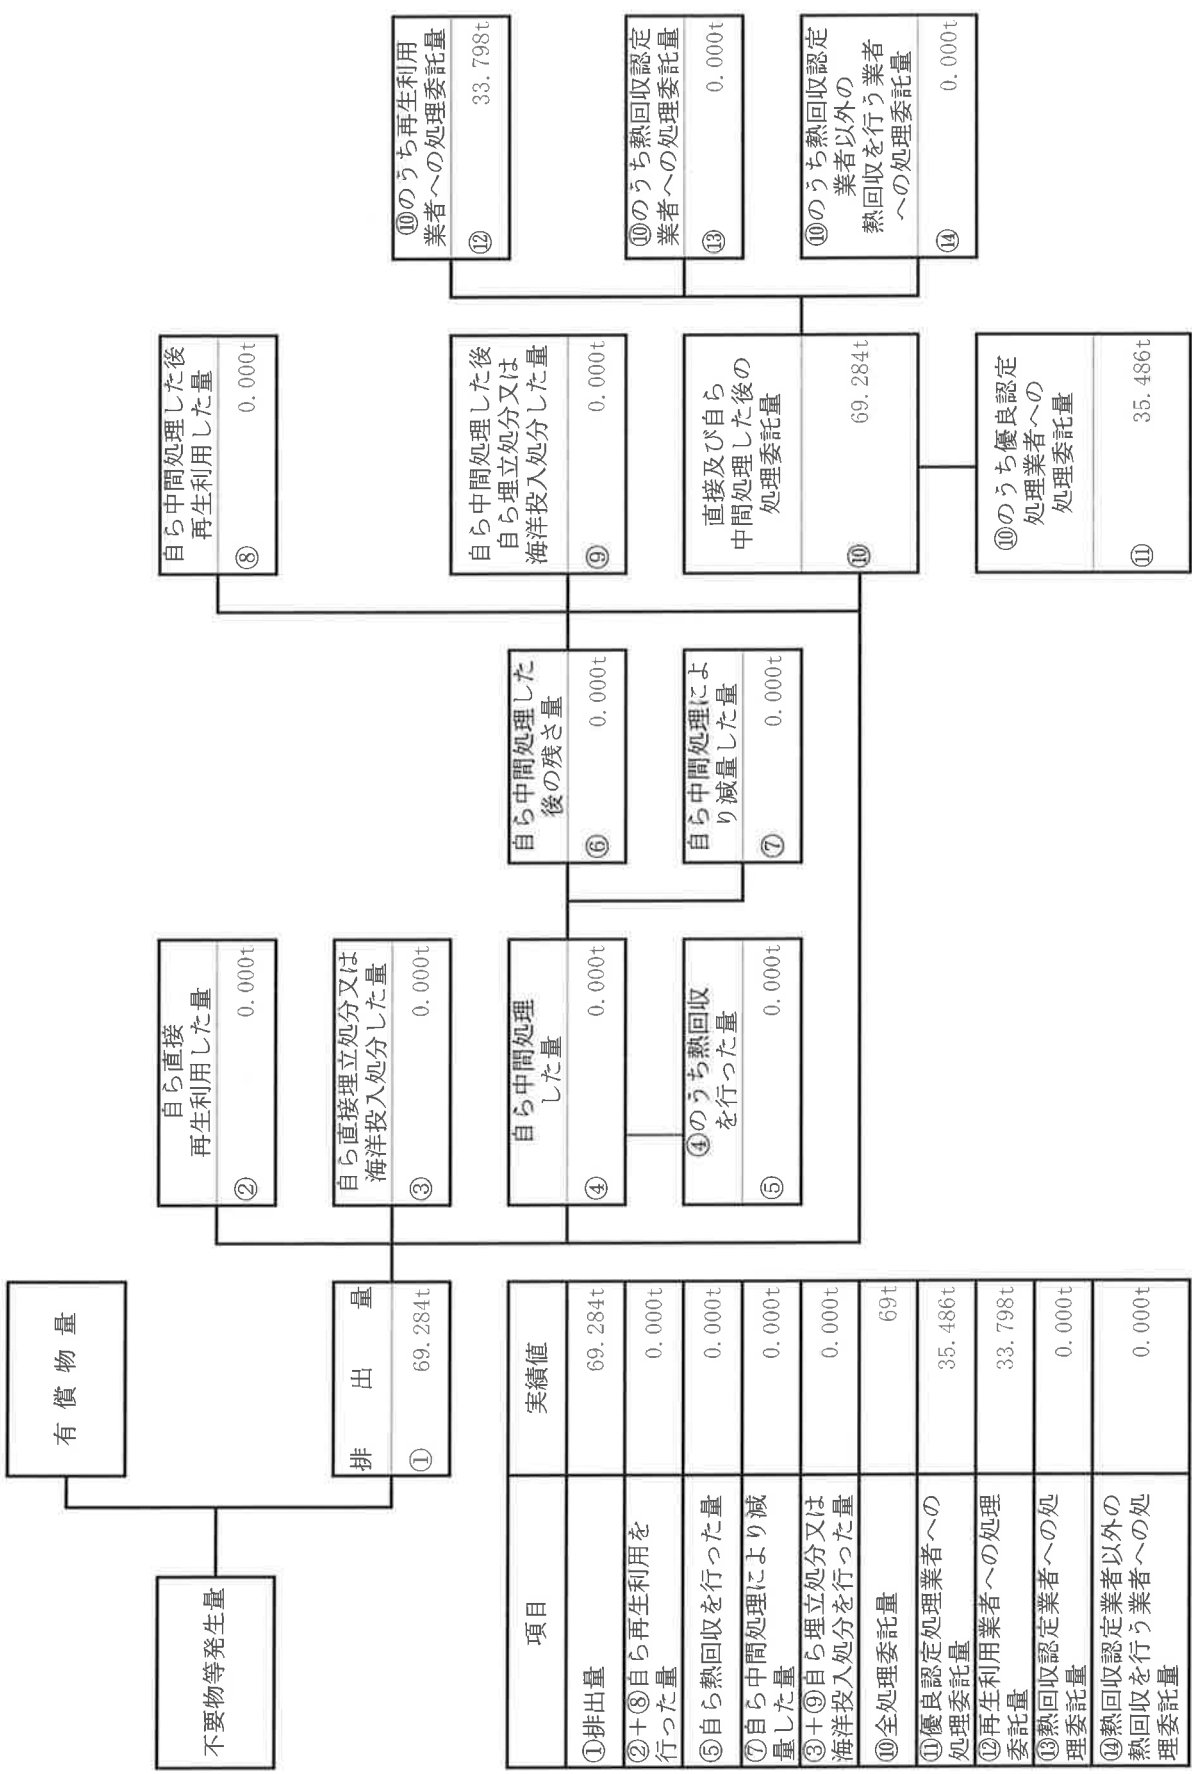 有 償 物 量
不要物等発生量
排 出 量
① 69.284t
自ら直接
再生利用した量
② 0.000t
自ら直接埋立処分又は
海洋投入処分した量
③ 0.000t
自ら中間処理
した量
④ 0.000t
④のうち熱回収
を行った量
⑤ 0.000t
自ら中間処理した
後の残さ量
⑥ 0.000t
自ら中間処理によ
り減量した量
⑦ 0.000t
自ら中間処理した後
再生利用した量
⑧ 0.000t
自ら中間処理した後
自ら埋立処分又は
海洋投入処分した量
⑨ 0.000t
直接及び自ら
中間処理した後の
処理委託量
⑩ 69.284t
⑩のうち優良認定
処理業者への
処理委託量
⑪ 35.486t
⑩のうち再生利用
業者への処理委託量
⑫ 33.798t
⑩のうち熱回収認定
業者への処理委託量
⑬ 0.000t
⑩のうち熱回収認定
業者以外の
熱回収を行う業者
への処理委託量
⑭ 0.000t
項目 実績値
①排出量 69.284t
②+⑧自ら再生利用を
行った量 0.000t
⑤自ら熱回収を行った量 0.000t
⑦自ら中間処理により減
量した量 0.000t
③+⑨自ら埋立処分又は
海洋投入処分を行った量 0.000t
⑩全処理委託量 69t
⑪優良認定処理業者への
処理委託量 35.486t
⑫再生利用業者への処理
委託量 33.798t
⑬熱回収認定業者への処
理委託量 0.000t
⑭熱回収認定業者以外の
熱回収を行う業者への処
理委託量 0.000t